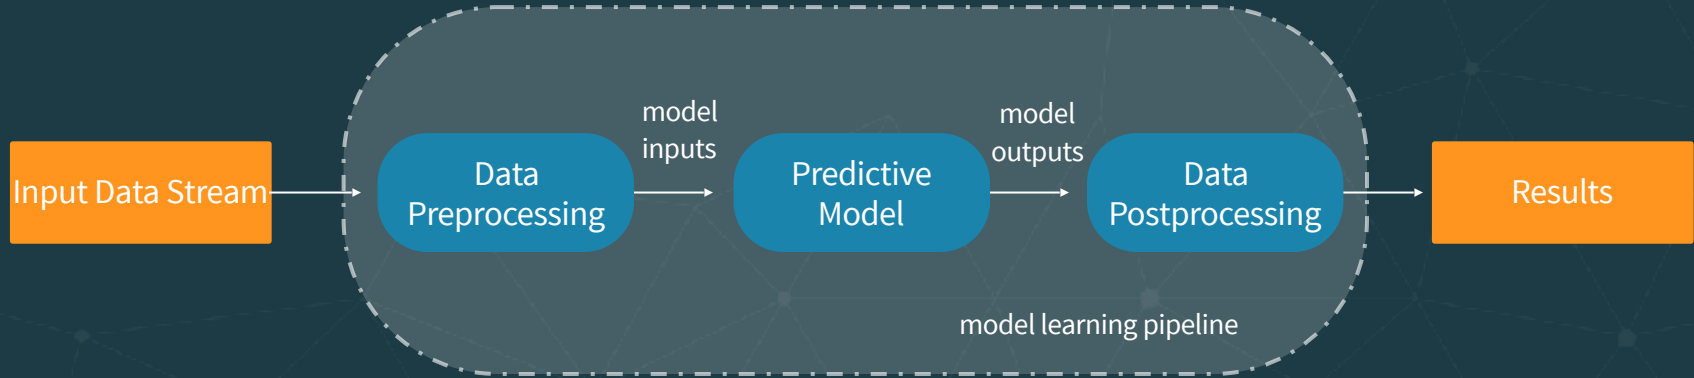 Input Data Stream
Data
Preprocessing
model
inputs
Predictive
Model
model
outputs
Data
Postprocessing
Results
model learning pipeline